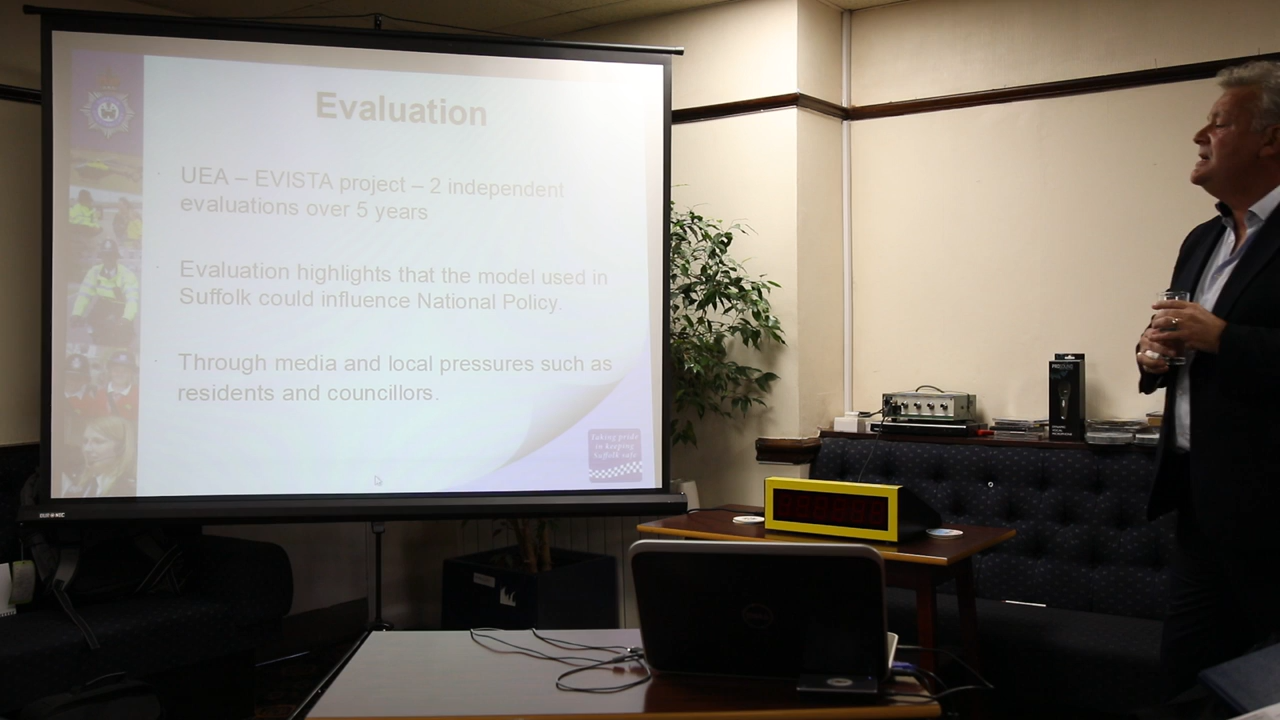 Evaluation
UEA – EVISTA project – 2 independent
evaluations over 5 years
Evaluation highlights that the model used in
Suffolk could influence National Policy.
Through media and local pressures such as
residents and councillors.
Taking pride
in keeping
Suffolk safe